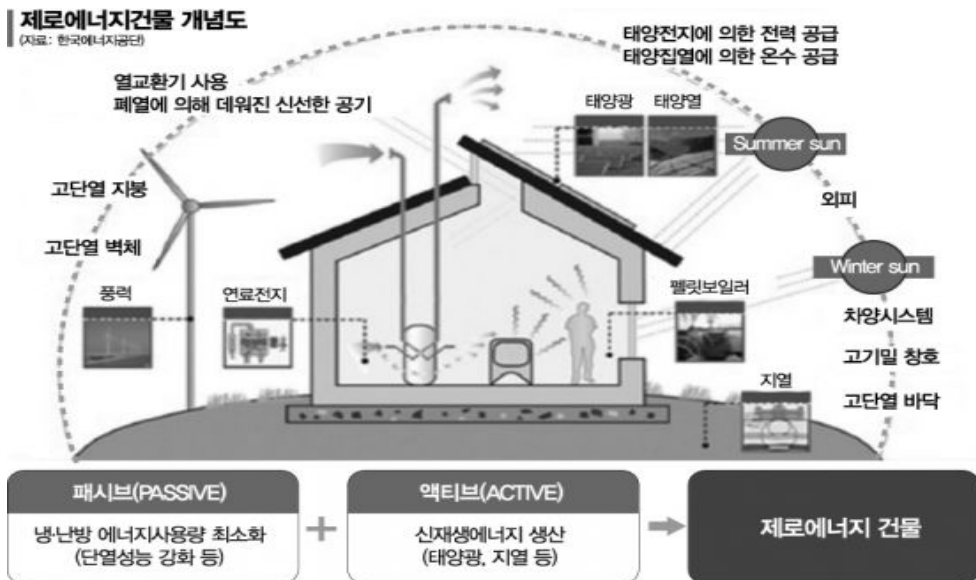 제로에너지건물 개념도
(자료: 한국에너지공단)
태양전지에 의한 전력 공급
태양집열에 의한 온수 공급
열교환기 사용
폐열에 의해 데워진 신선한 공기
태양광
태양열
Summer sun
고단열 지붕
외피
고단열 벽체
Winter sun
풍력
연료전지
펠릿보일러
차양시스템
고기밀 창호
지열
고단열 바닥
패시브(PASSIVE)
냉·난방 에너지사용량 최소화
(단열성능 강화 등)
+
액티브(ACTIVE)
신재생에너지 생산
(태양광, 지열 등)
제로에너지 건물